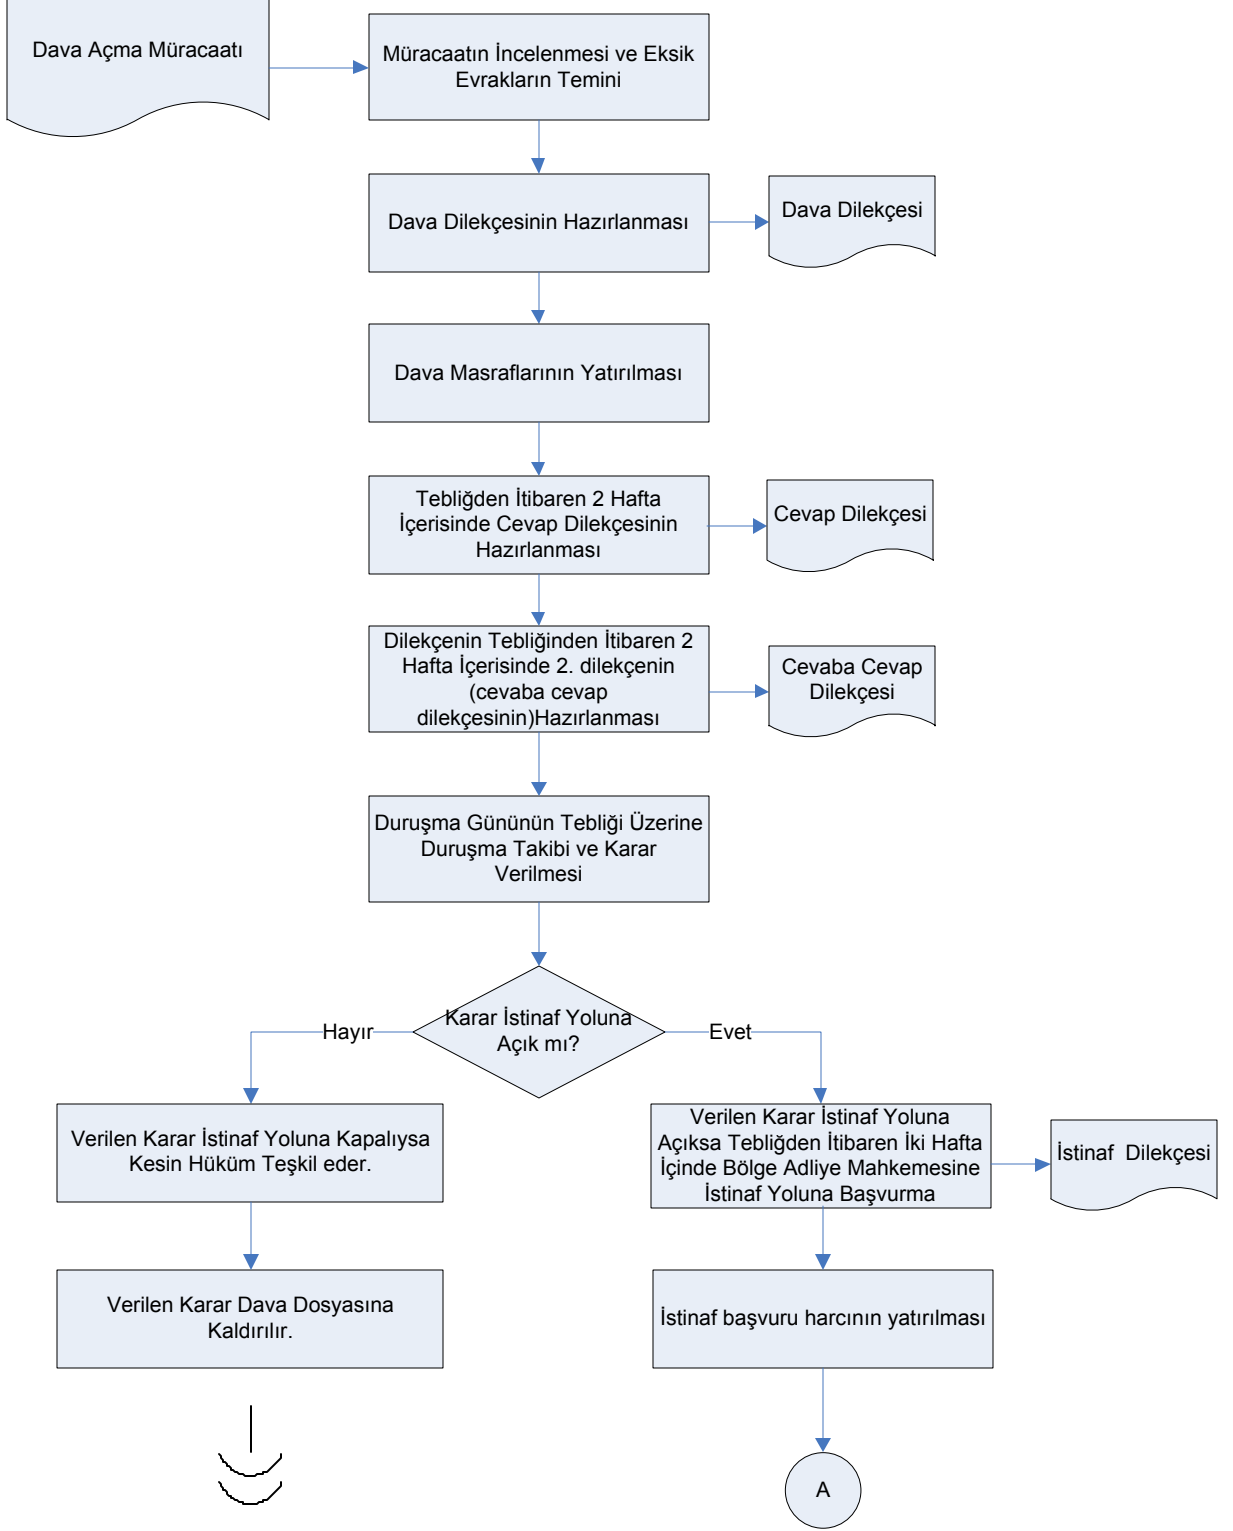 Dava Açma Müracaatı
Müracaatın İncelenmesi ve Eksik
Evrakların Temini
Dava Dilekçesinin Hazırlanması
Dava Dilekçesi
Dava Masraflarının Yatırılması
Tebliğden İtibaren 2 Hafta
İçerisinde Cevap Dilekçesinin
Hazırlanması
Cevap Dilekçesi
Dilekçenin Tebliğinden İtibaren 2
Hafta İçerisinde 2. dilekçenin
(cevaba cevap
dilekçesinin)Hazırlanması
Cevaba Cevap
Dilekçesi
Duruşma Gününün Tebliği Üzerine
Duruşma Takibi ve Karar
Verilmesi
Karar İstinaf Yoluna
Açık mı?
Hayır
Evet
Verilen Karar İstinaf Yoluna Kapalıysa
Kesin Hüküm Teşkil eder.
Verilen Karar İstinaf Yoluna
Açıksa Tebliğden İtibaren İki Hafta
İçinde Bölge Adliye Mahkemesine
İstinaf Yoluna Başvurma
İstinaf  Dilekçesi
Verilen Karar Dava Dosyasına
Kaldırılır.
İstinaf başvuru harcının yatırılması
A